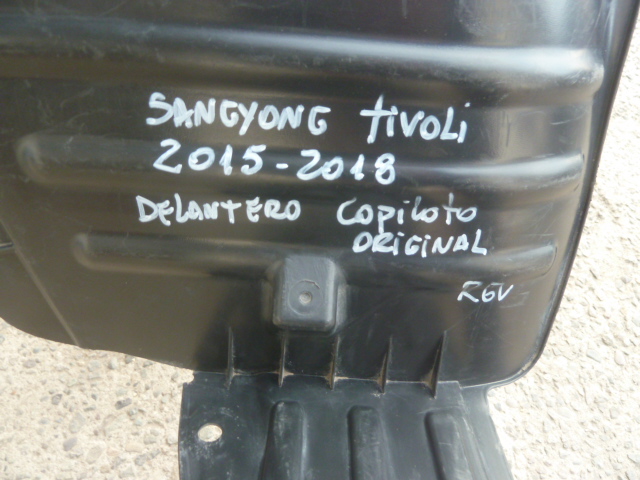 SANGYONG tIVOLi
2015-2018
DELANTERO COPiLOTO
ORIGINAL
RGV